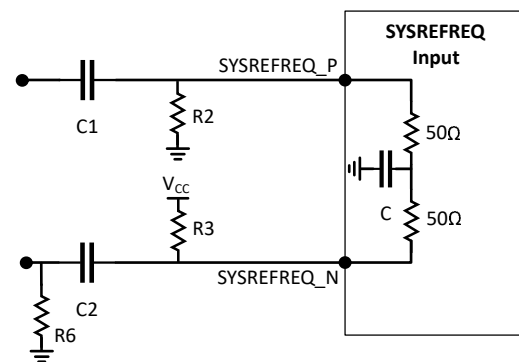 SYSREFREQ
Input
SYSREFREQ_P
C1
R2
50Ω
VCC
C
R3
50Ω
C2
SYSREFREQ_N
R6